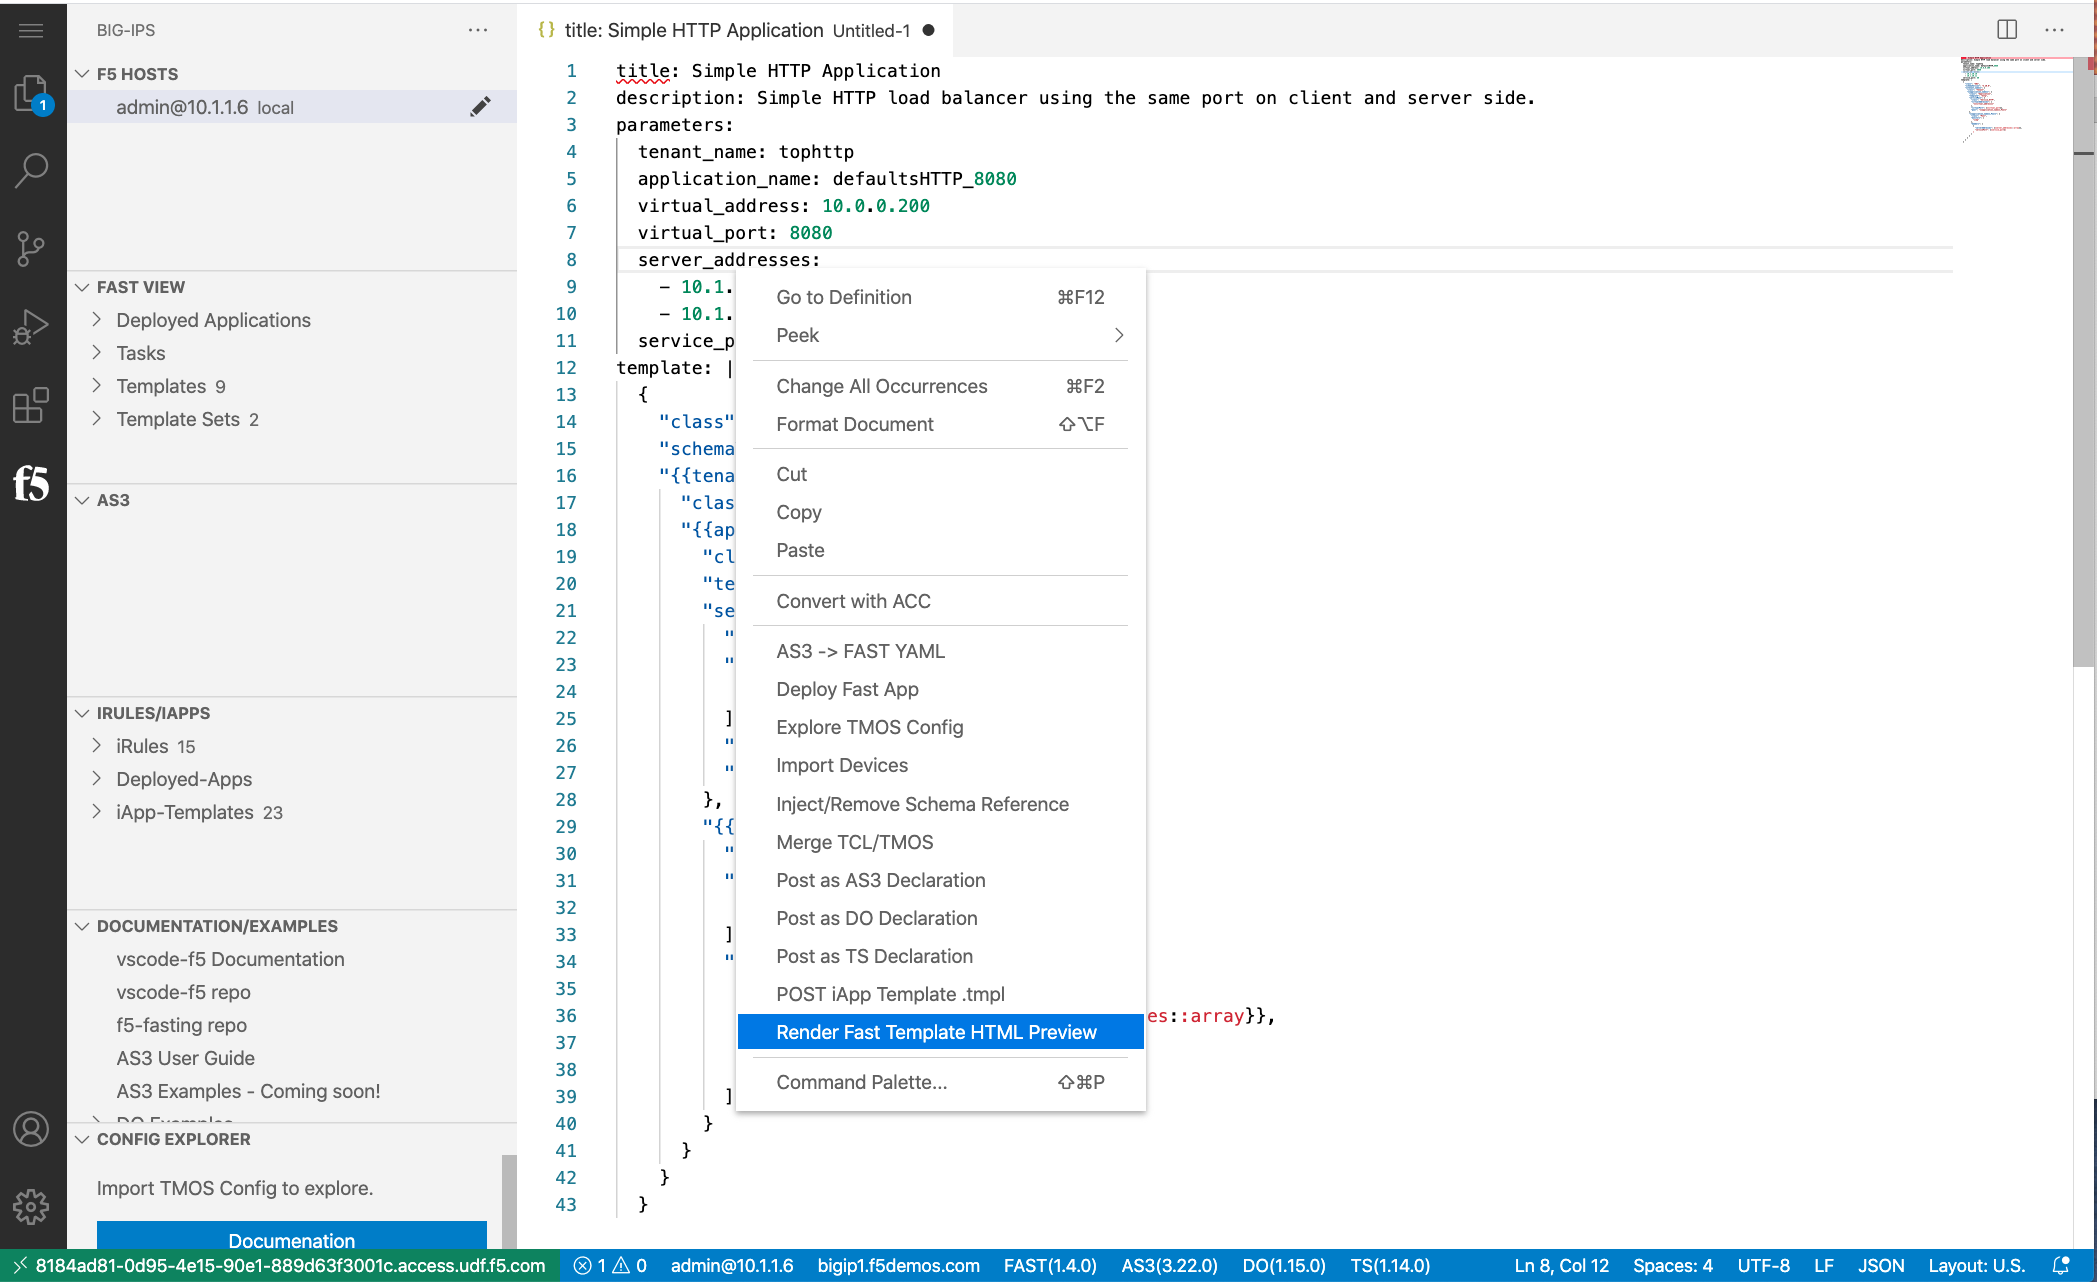 BIG-IPS
F5 HOSTS
admin@10.1.1.6 local
FAST VIEW
Deployed Applications
Tasks
Templates 9
Template Sets 2
AS3
IRULES/IAPPS
iRules 15
Deployed-Apps
iApp-Templates 23
DOCUMENTATION/EXAMPLES
vscode-f5 Documentation
vscode-f5 repo
f5-fasting repo
AS3 User Guide
AS3 Examples - Coming soon!
DO Examples
CONFIG EXPLORER
Import TMOS Config to explore.
Documenation
1
f5
{} title: Simple HTTP Application Untitled-1 ●
1 title: Simple HTTP Application
2 description: Simple HTTP load balancer using the same port on client and server side.
3 parameters:
4 tenant_name: tophttp
5 application_name: defaultsHTTP_8080
6 virtual_address: 10.0.0.200
7 virtual_port: 8080
8 server_addresses:
9 - 10.1.
10 - 10.1.
11 service_p
12 template: |
13 {
14 "class"
15 "schema
16 "{{tena
17 "clas
18 "{{ap
19 "cl
20 "te
21 "se
22 "
23 "
24
25 ]
26 "
27 "
28 },
29 "{{
30 "
31 "
32
33 ]
34 "
35
36 es::array}},
37
38
39 ]
40 }
41 }
42 }
43 }
Go to Definition ⌘F12
Peek
Change All Occurrences ⌘F2
Format Document ⇧⌥F
Cut
Copy
Paste
Convert with ACC
AS3 -> FAST YAML
Deploy Fast App
Explore TMOS Config
Import Devices
Inject/Remove Schema Reference
Merge TCL/TMOS
Post as AS3 Declaration
Post as DO Declaration
Post as TS Declaration
POST iApp Template .tmpl
Render Fast Template HTML Preview
Command Palette... ⇧⌘P
8184ad81-0d95-4e15-90e1-889d63f3001c.access.udf.f5.com 1 0 admin@10.1.1.6 bigip1.f5demos.com FAST(1.4.0) AS3(3.22.0) DO(1.15.0) TS(1.14.0) Ln 8, Col 12 Spaces: 4 UTF-8 LF JSON Layout: U.S.